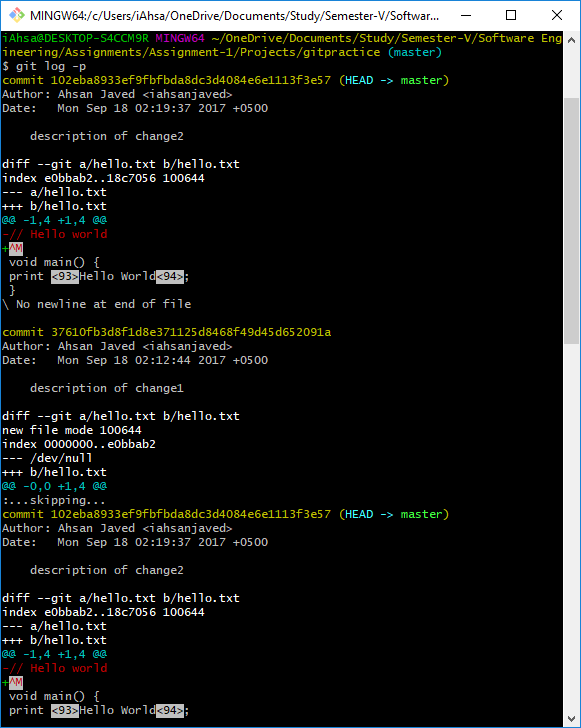 MINGW64:/c/Users/iAhsa/OneDrive/Documents/Study/Semester-V/Software...
iAhsa@DESKTOP-S4CCM9R MINGW64 ~/OneDrive/Documents/Study/Semester-V/Software Eng
ineering/Assignments/Assignment-1/Projects/gitpractice (master)
$ git log -p
commit 102eba8933ef9fbfbda8dc3d4084e6e1113f3e57 (HEAD -> master)
Author: Ahsan Javed <iahsanjaved>
Date:   Mon Sep 18 02:19:37 2017 +0500

    description of change2

diff --git a/hello.txt b/hello.txt
index e0bbab2..18c7056 100644
--- a/hello.txt
+++ b/hello.txt
@@ -1,4 +1,4 @@
-// Hello world
+^M
 void main() {
 print <93>Hello World<94>;
 }
\ No newline at end of file

commit 37610fb3d8f1d8e371125d8468f49d45d652091a
Author: Ahsan Javed <iahsanjaved>
Date:   Mon Sep 18 02:12:44 2017 +0500

    description of change1

diff --git a/hello.txt b/hello.txt
new file mode 100644
index 0000000..e0bbab2
--- /dev/null
+++ b/hello.txt
@@ -0,0 +1,4 @@
:...skipping...
commit 102eba8933ef9fbfbda8dc3d4084e6e1113f3e57 (HEAD -> master)
Author: Ahsan Javed <iahsanjaved>
Date:   Mon Sep 18 02:19:37 2017 +0500

    description of change2

diff --git a/hello.txt b/hello.txt
index e0bbab2..18c7056 100644
--- a/hello.txt
+++ b/hello.txt
@@ -1,4 +1,4 @@
-// Hello world
+^M
 void main() {
 print <93>Hello World<94>;